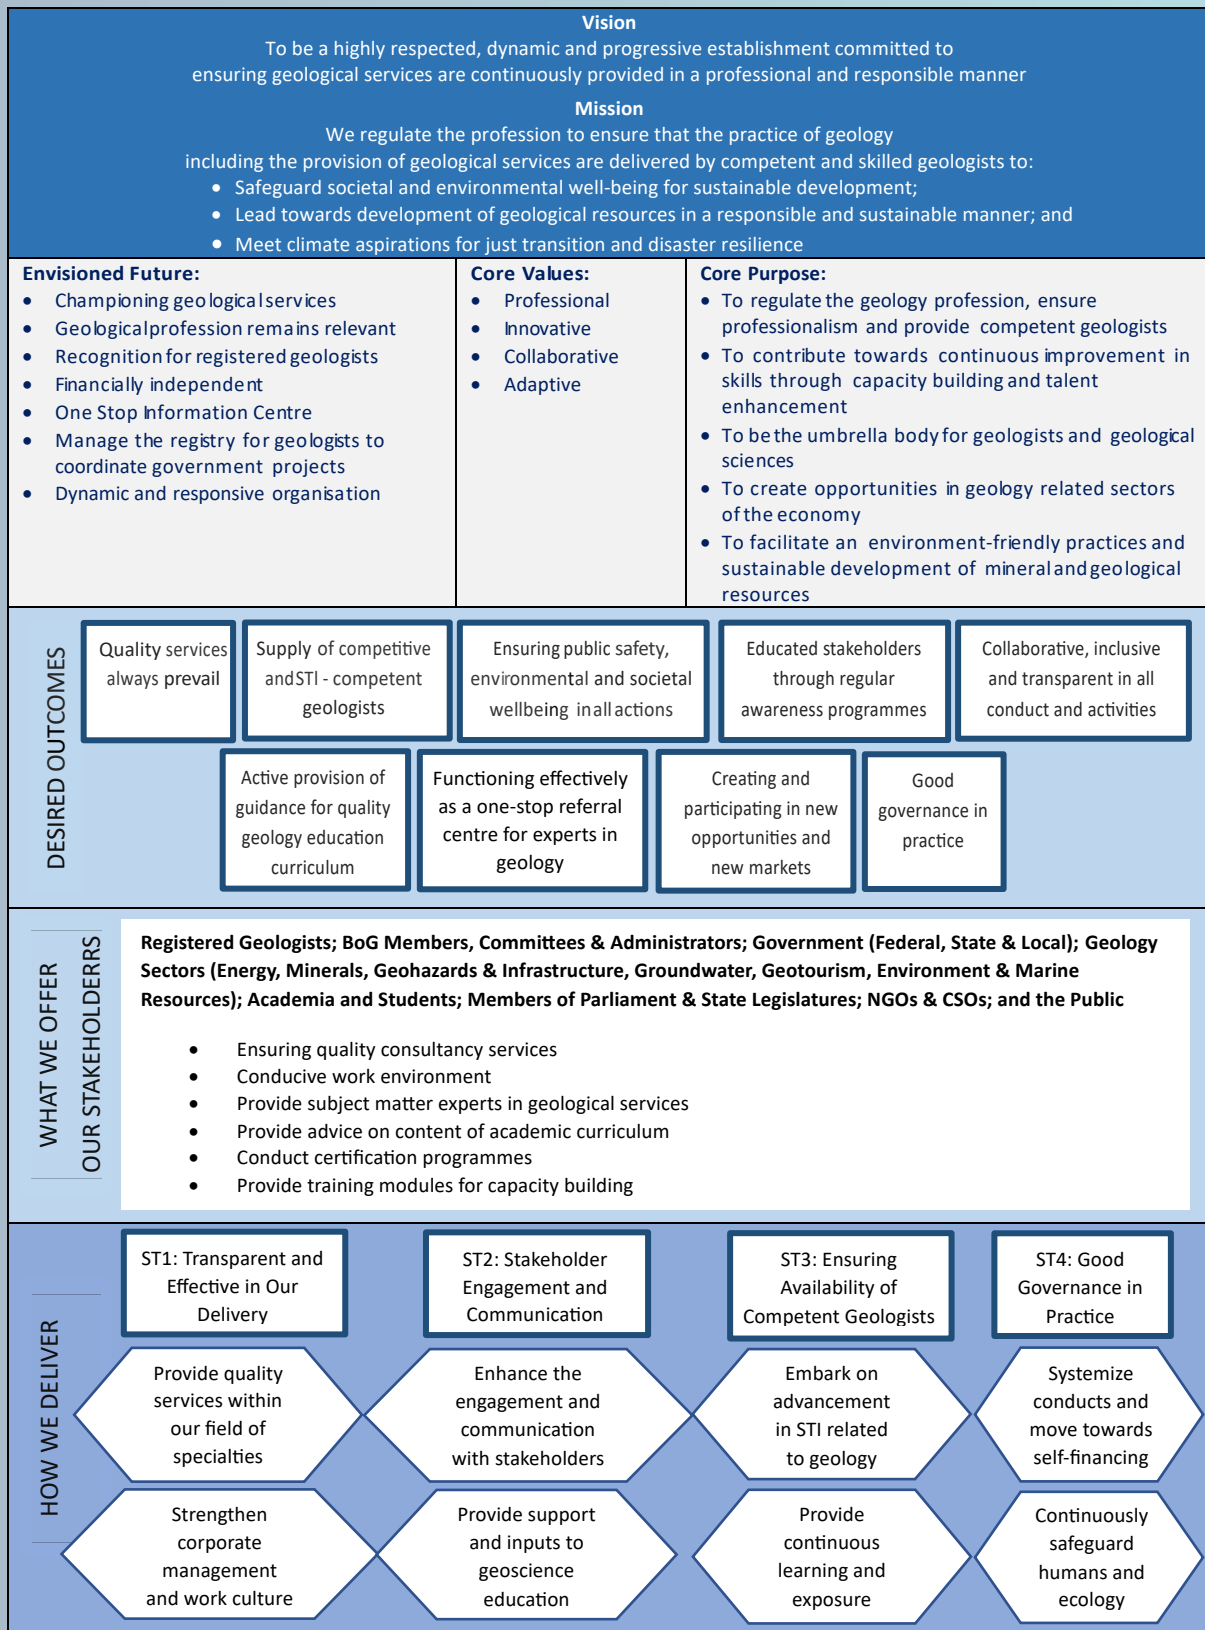 Vision
To be a highly respected, dynamic and progressive establishment committed to
ensuring geological services are continuously provided in a professional and responsible manner
Mission
We regulate the profession to ensure that the practice of geology
including the provision of geological services are delivered by competent and skilled geologists to:
• Safeguard societal and environmental well-being for sustainable development;
• Lead towards development of geological resources in a responsible and sustainable manner; and
• Meet climate aspirations for just transition and disaster resilience
Envisioned Future:
• Championing geological services
• Geological profession remains relevant
• Recognition for registered geologists
• Financially independent
• One Stop Information Centre
• Manage the registry for geologists to
coordinate government projects
• Dynamic and responsive organisation
Core Values:
• Professional
• Innovative
• Collaborative
• Adaptive
Core Purpose:
• To regulate the geology profession, ensure
professionalism and provide competent geologists
• To contribute towards continuous improvement in
skills through capacity building and talent
enhancement
• To be the umbrella body for geologists and geological
sciences
• To create opportunities in geology related sectors
of the economy
• To facilitate an environment-friendly practices and
sustainable development of mineral and geological
resources
DESIRED OUTCOMES
Quality services
always prevail
Supply of competitive
and STI - competent
geologists
Ensuring public safety,
environmental and societal
wellbeing in all actions
Educated stakeholders
through regular
awareness programmes
Collaborative, inclusive
and transparent in all
conduct and activities
Active provision of
guidance for quality
geology education
curriculum
Functioning effectively
as a one-stop referral
centre for experts in
geology
Creating and
participating in new
opportunities and
new markets
Good
governance in
practice
WHAT WE OFFER
OUR STAKEHOLDERRS
Registered Geologists; BoG Members, Committees & Administrators; Government (Federal, State & Local); Geology
Sectors (Energy, Minerals, Geohazards & Infrastructure, Groundwater, Geotourism, Environment & Marine
Resources); Academia and Students; Members of Parliament & State Legislatures; NGOs & CSOs; and the Public
• Ensuring quality consultancy services
• Conducive work environment
• Provide subject matter experts in geological services
• Provide advice on content of academic curriculum
• Conduct certification programmes
• Provide training modules for capacity building
HOW WE DELIVER
ST1: Transparent and
Effective in Our
Delivery
ST2: Stakeholder
Engagement and
Communication
ST3: Ensuring
Availability of
Competent Geologists
ST4: Good
Governance in
Practice
Provide quality
services within
our field of
specialties
Enhance the
engagement and
communication
with stakeholders
Embark on
advancement
in STI related
to geology
Systemize
conducts and
move towards
self-financing
Strengthen
corporate
management
and work culture
Provide support
and inputs to
geoscience
education
Provide
continuous
learning and
exposure
Continuously
safeguard
humans and
ecology